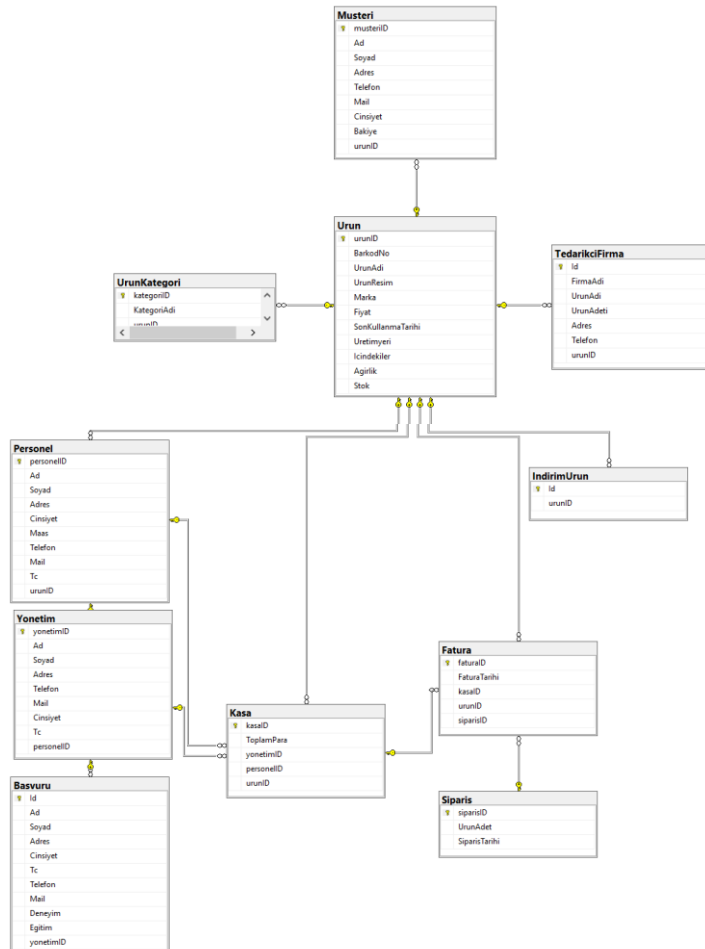 Musteri
musteriID
Ad
Soyad
Adres
Telefon
Mail
Cinsiyet
Bakiye
urunID
Urun
urunID
BarkodNo
UrunAdi
UrunResim
Marka
Fiyat
SonKullanmaTarihi
Uretimyeri
Icindekiler
Agirlik
Stok
UrunKategori
kategoriID
KategoriAdi
urunID
TedarikciFirma
Id
FirmaAdi
UrunAdi
UrunAdeti
Adres
Telefon
urunID
Personel
personelID
Ad
Soyad
Adres
Cinsiyet
Maas
Telefon
Mail
Tc
urunID
IndirimUrun
Id
urunID
Yonetim
yonetimID
Ad
Soyad
Adres
Telefon
Mail
Cinsiyet
Tc
personelID
Kasa
kasaID
ToplamPara
yonetimID
personelID
urunID
Fatura
faturaID
FaturaTarihi
kasaID
urunID
siparisID
Basvuru
Id
Ad
Soyad
Adres
Cinsiyet
Tc
Telefon
Mail
Deneyim
Egitim
yonetimID
Siparis
siparisID
UrunAdet
SiparisTarihi